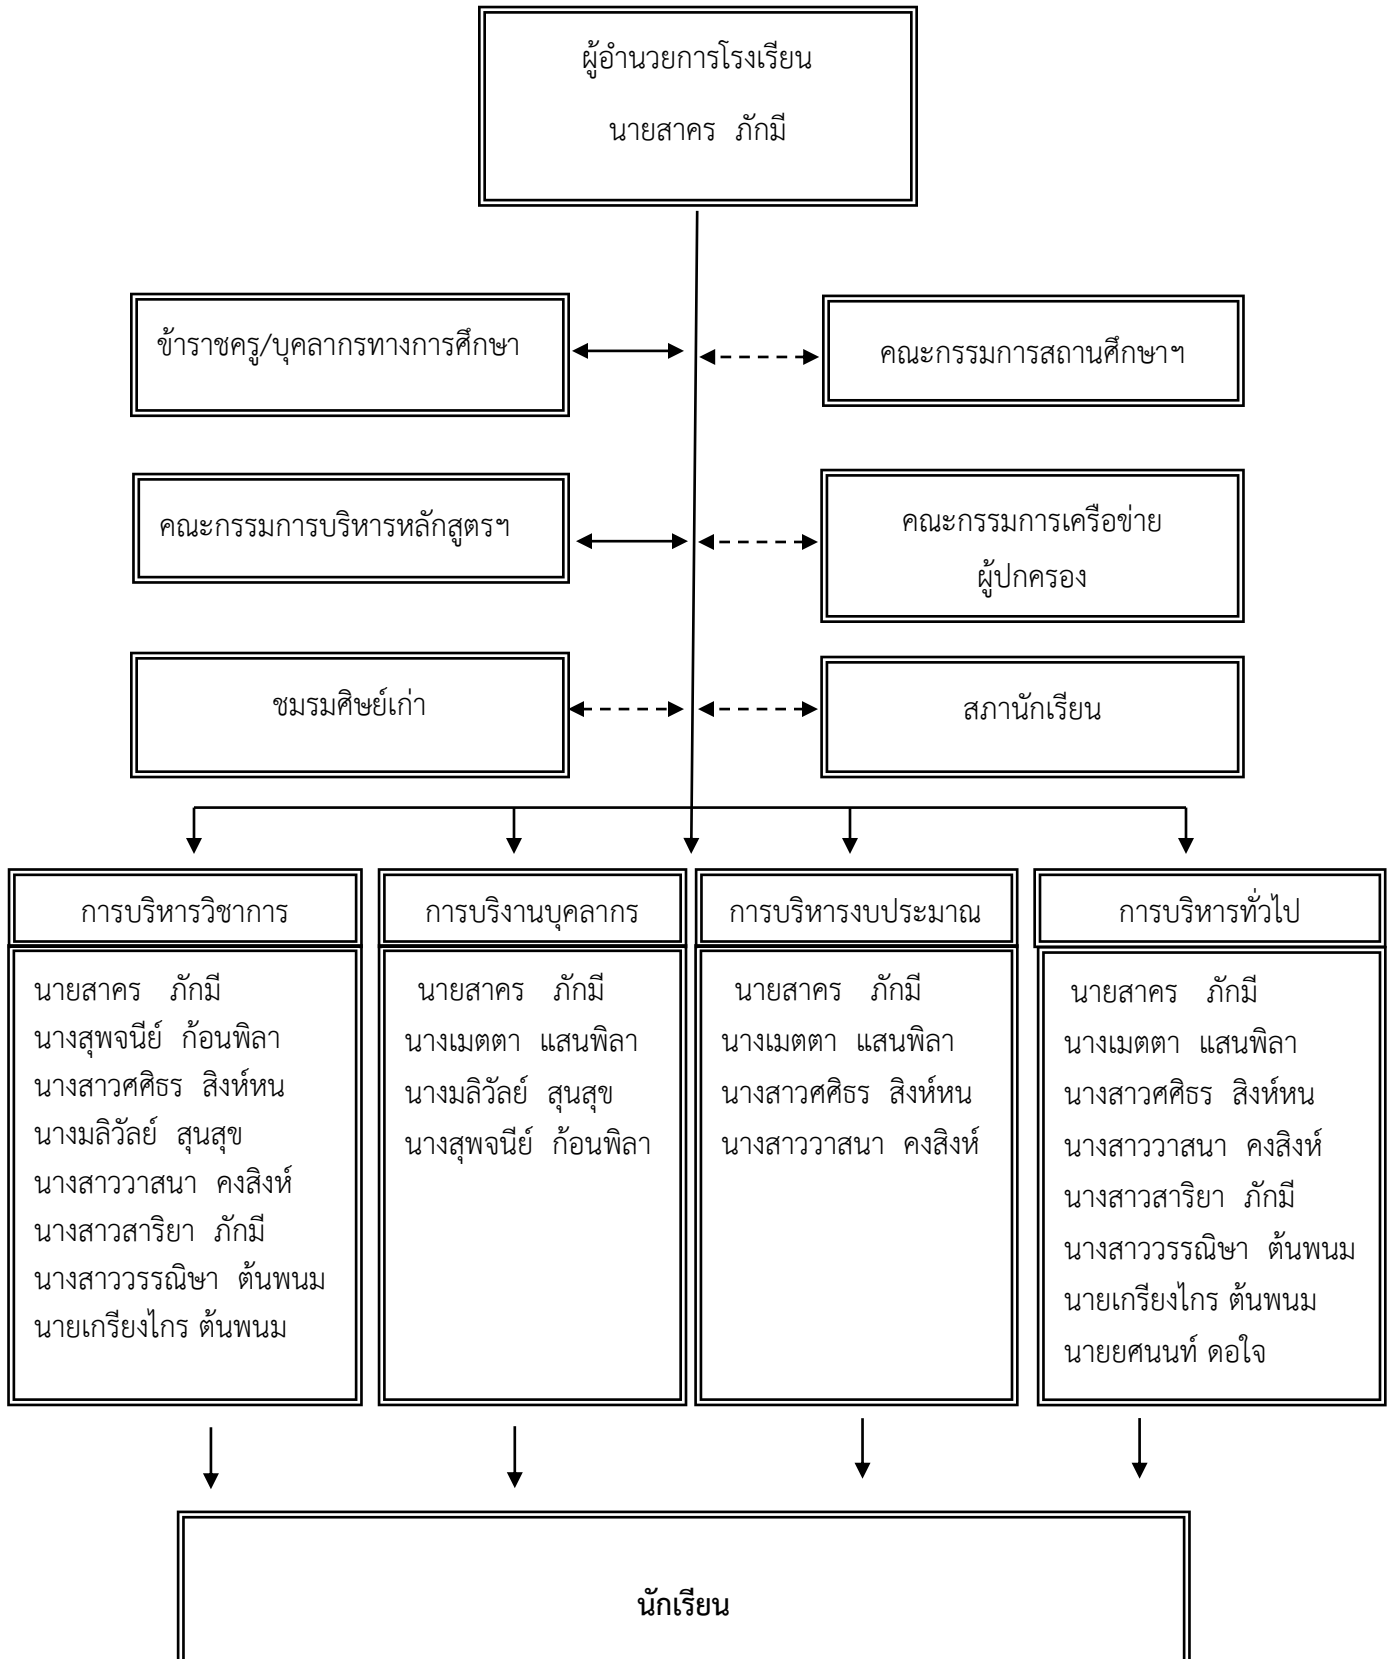 ผู้อำนวยการโรงเรียน
นายสาคร ภักมี
ข้าราชครู/บุคลากรทางการศึกษา
คณะกรรมการสถานศึกษาฯ
คณะกรรมการบริหารหลักสูตรฯ
คณะกรรมการเครือข่าย
ผู้ปกครอง
ชมรมศิษย์เก่า
สภานักเรียน
การบริหารวิชาการ
นายสาคร ภักมี
นางสุพจนีย์ ก้อนพิลา
นางสาวศศิธร สิงห์หน
นางมลิวัลย์ สุนสุข
นางสาววาสนา คงสิงห์
นางสาวสาริยา ภักมี
นางสาววรรณิษา ต้นพนม
นายเกรียงไกร ต้นพนม
การบริงานบุคลากร
นายสาคร ภักมี
นางเมตตา แสนพิลา
นางมลิวัลย์ สุนสุข
นางสุพจนีย์ ก้อนพิลา
การบริหารงบประมาณ
นายสาคร ภักมี
นางเมตตา แสนพิลา
นางสาวศศิธร สิงห์หน
นางสาววาสนา คงสิงห์
การบริหารทั่วไป
นายสาคร ภักมี
นางเมตตา แสนพิลา
นางสาวศศิธร สิงห์หน
นางสาววาสนา คงสิงห์
นางสาวสาริยา ภักมี
นางสาววรรณิษา ต้นพนม
นายเกรียงไกร ต้นพนม
นายยศนนท์ ดอใจ
นักเรียน